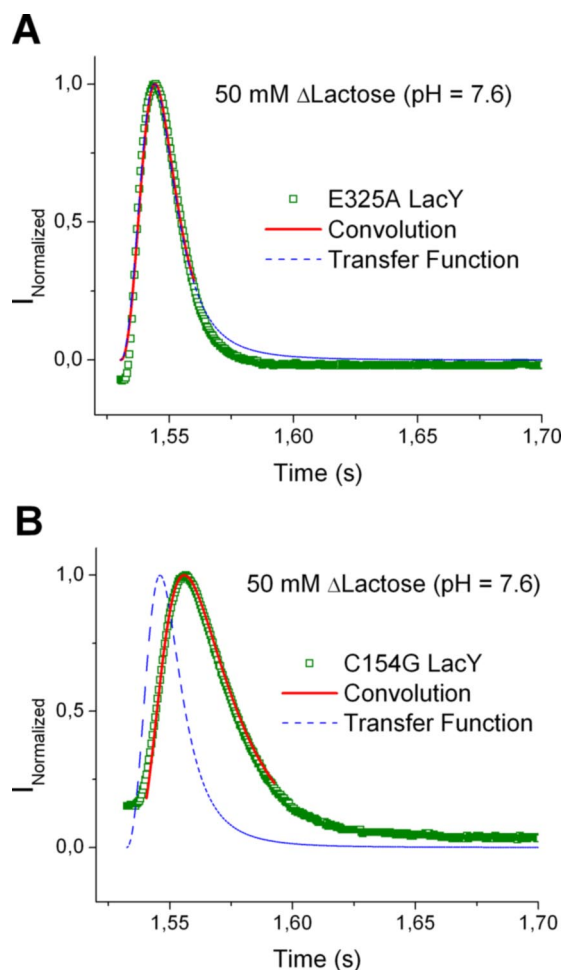 A
50 mM ΔLactose (pH = 7.6)
E325A LacY
Convolution
Transfer Function
I Normalized
1,0
0,5
0,0
1,55 1,60 1,65 1,70
Time (s)
B
50 mM ΔLactose (pH = 7.6)
C154G LacY
Convolution
Transfer Function
I Normalized
1,0
0,5
0,0
1,55 1,60 1,65 1,70
Time (s)